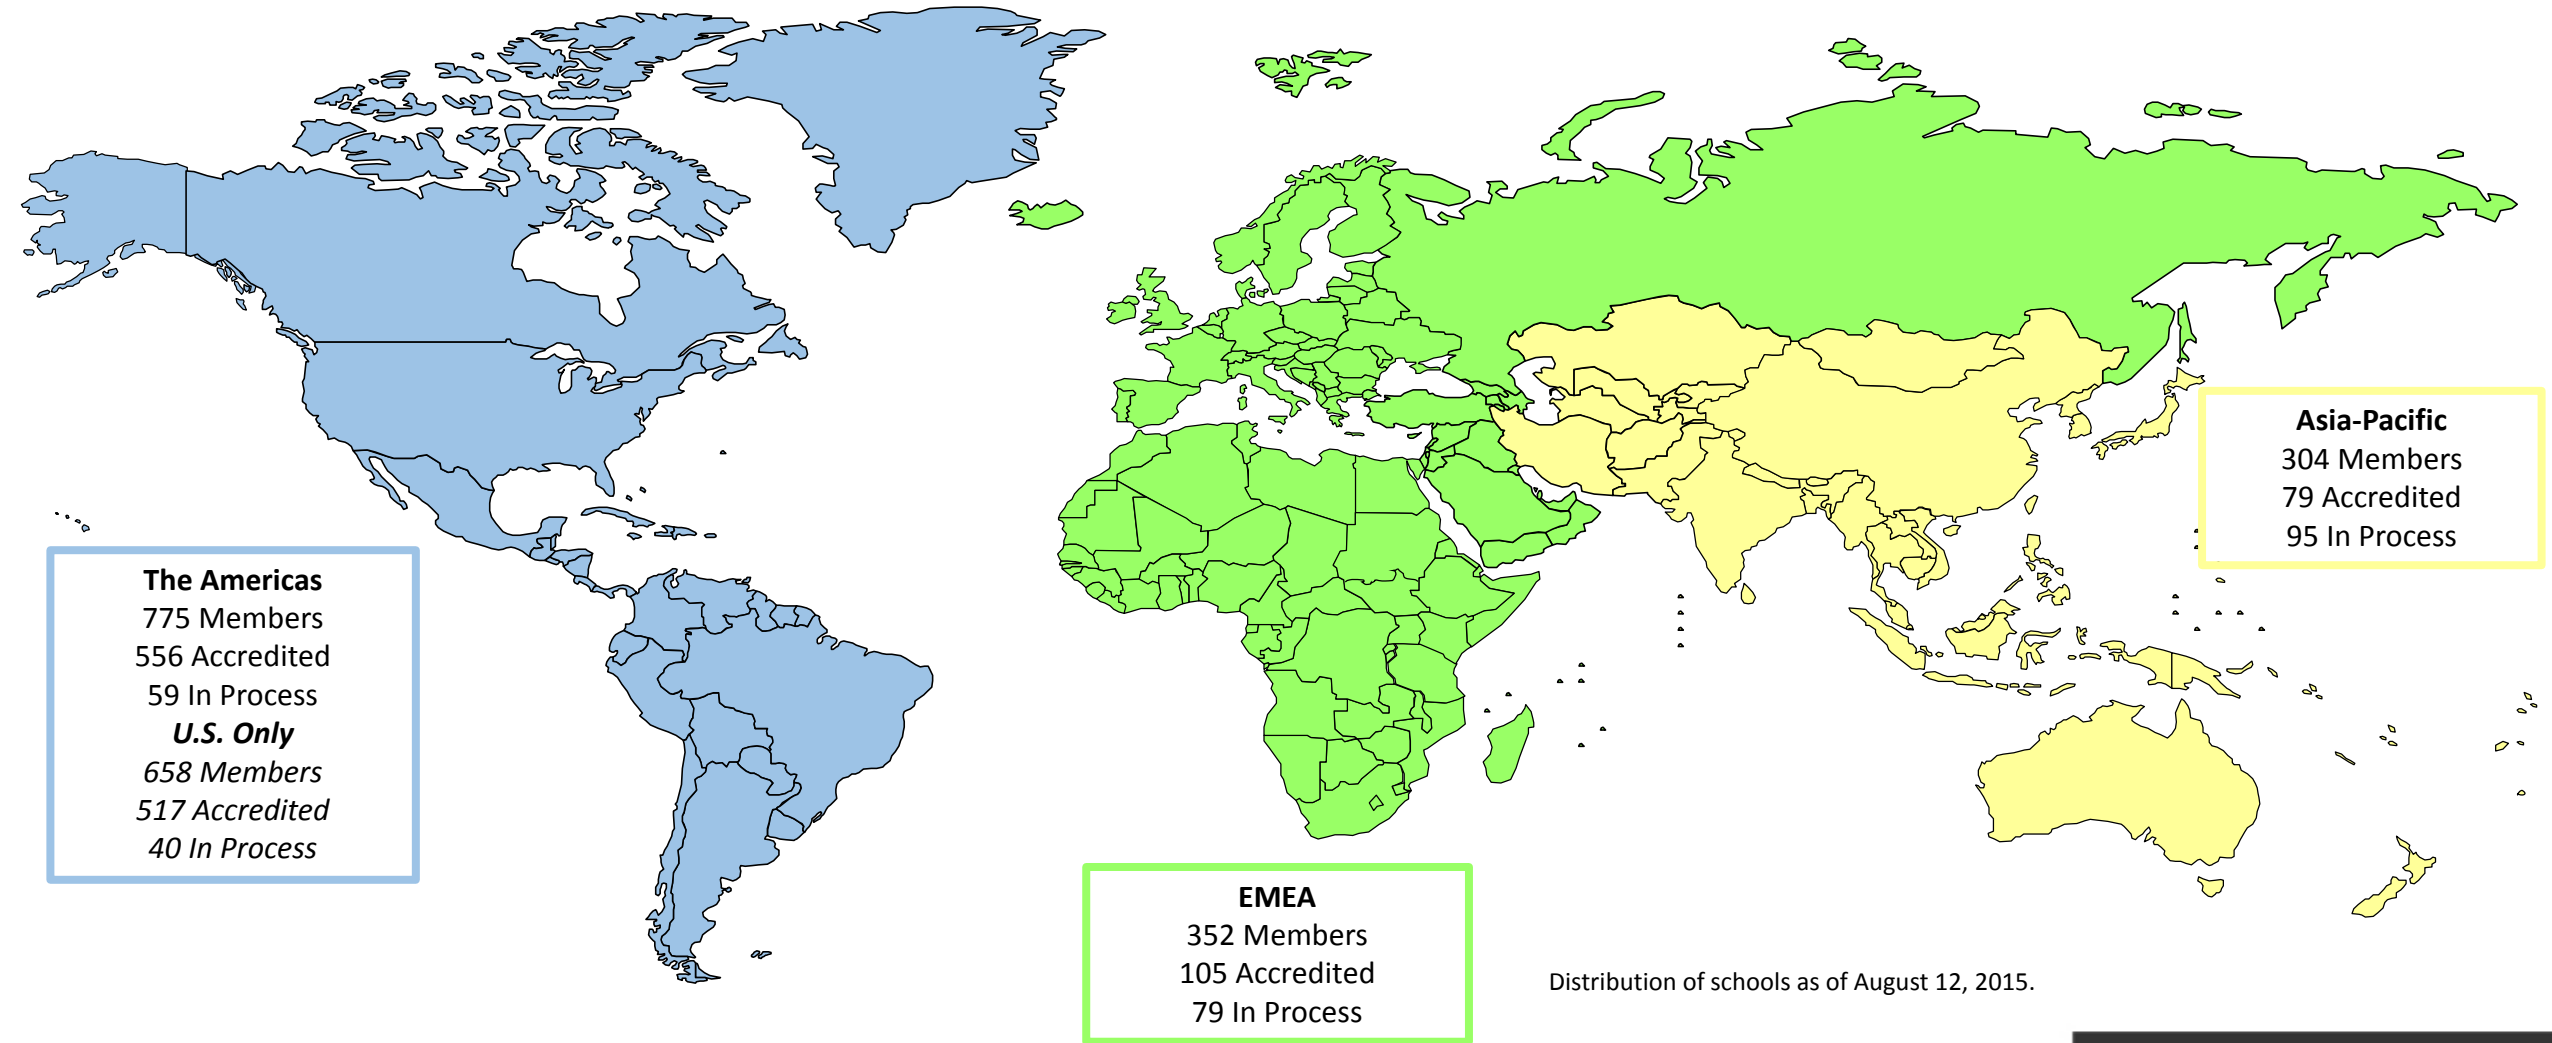 The Americas
775 Members
556 Accredited
59 In Process
U.S. Only
658 Members
517 Accredited
40 In Process
EMEA
352 Members
105 Accredited
79 In Process
Asia-Pacific
304 Members
79 Accredited
95 In Process
Distribution of schools as of August 12, 2015.